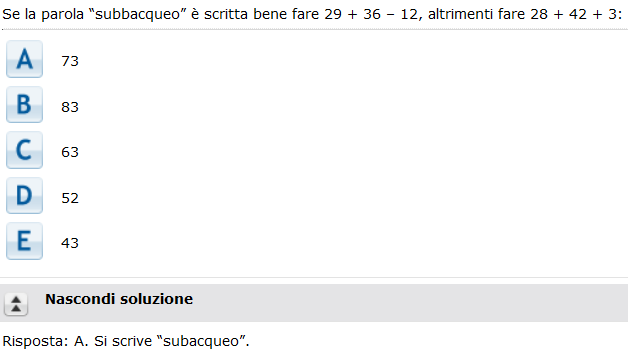 Se la parola “subbacqueo” è scritta bene fare 29 + 36 – 12, altrimenti fare 28 + 42 + 3:
A 73
B 83
C 63
D 52
E 43
Nascondi soluzione
Risposta: A. Si scrive “subacqueo”.